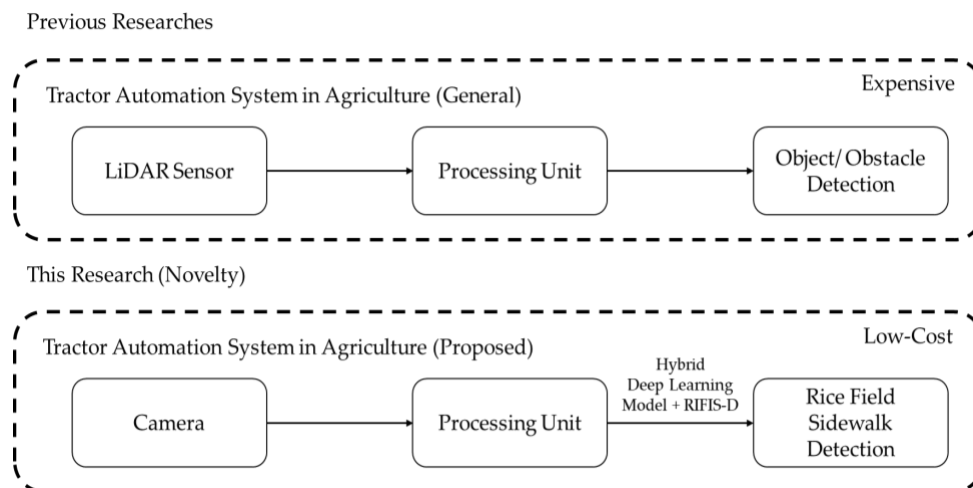 Previous Researches
Expensive
Tractor Automation System in Agriculture (General)
LiDAR Sensor
Processing Unit
Object/Obstacle
Detection
This Research (Novelty)
Low-Cost
Tractor Automation System in Agriculture (Proposed)
Camera
Processing Unit
Hybrid
Deep Learning
Model + RIFIS-D
Rice Field
Sidewalk
Detection